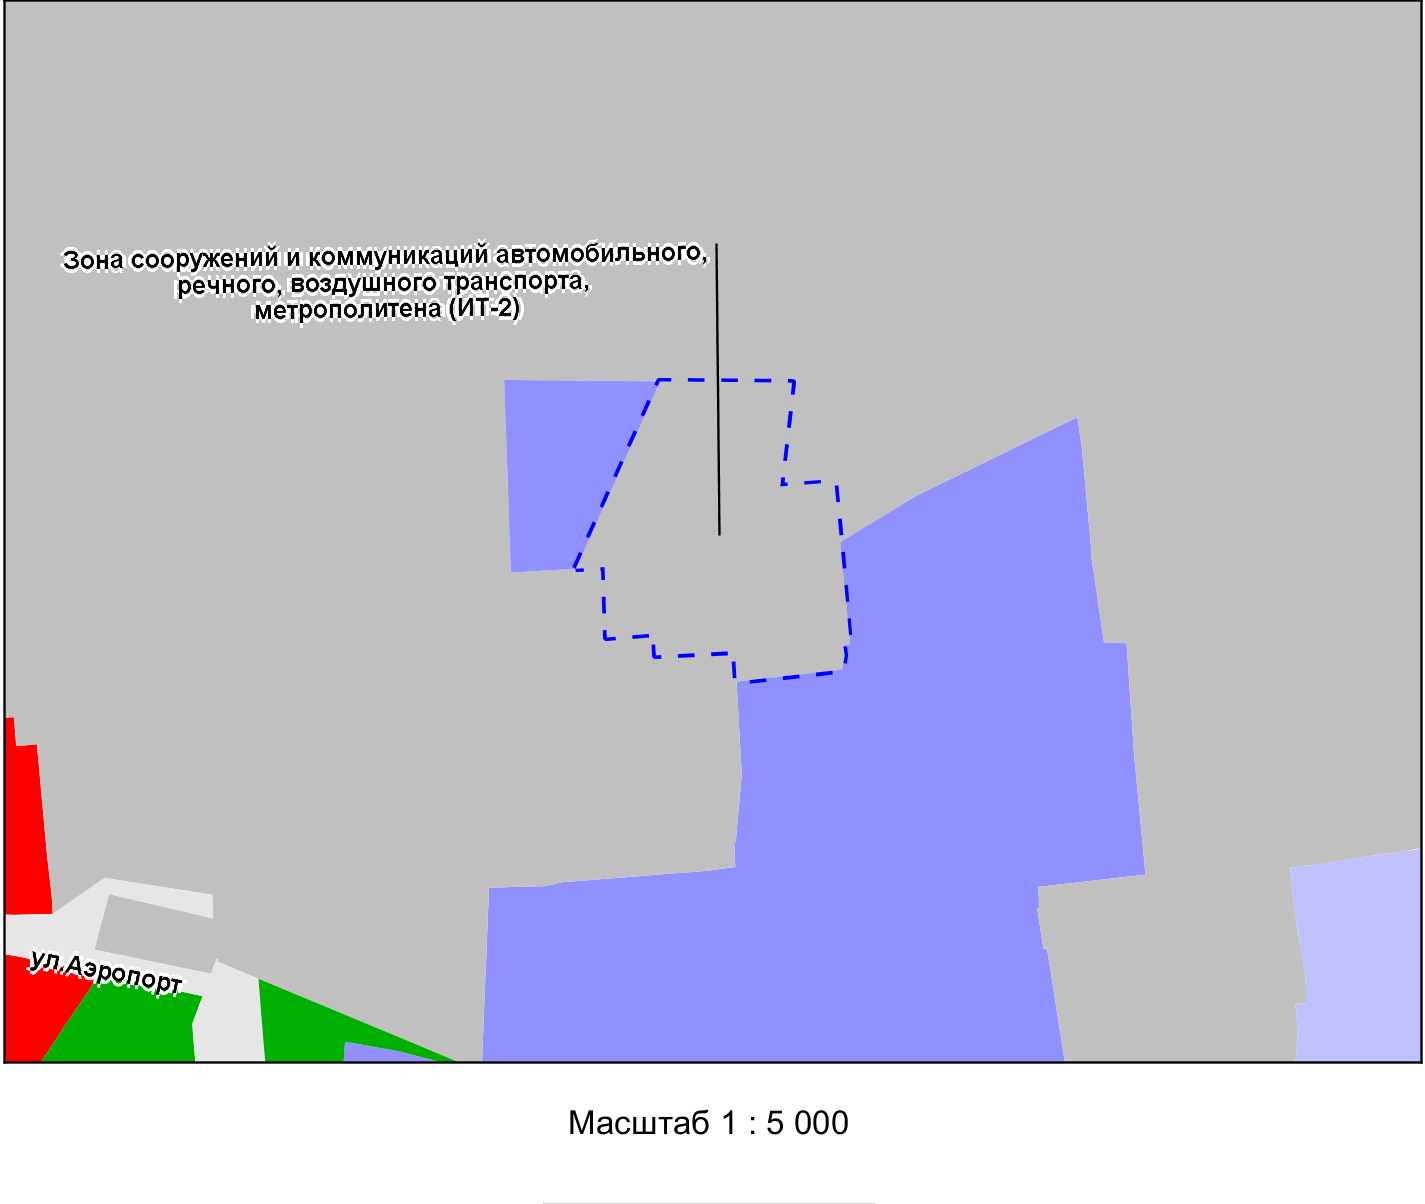 Зона сооружений и коммуникаций автомобильного,
речного, воздушного транспорта,
метрополитена (ИТ-2)
ул.Аэропорт
Масштаб 1 : 5 000